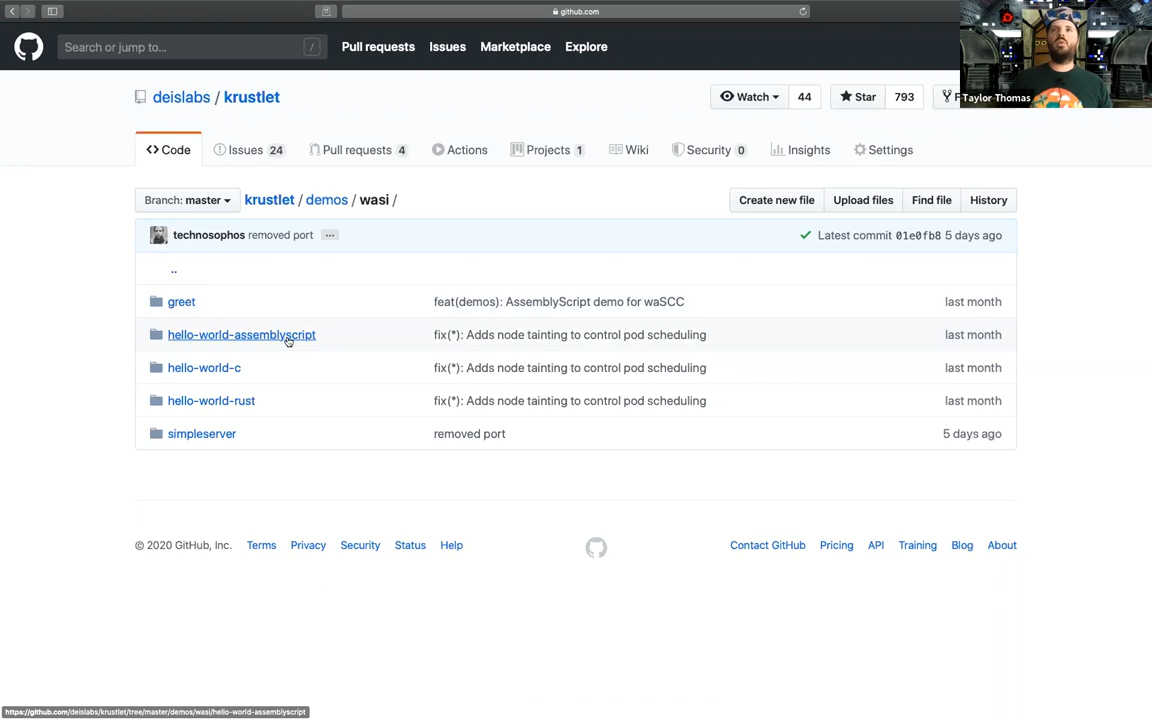 github.com
Search or jump to... /
Pull requests Issues Marketplace Explore
Taylor Thomas
deislabs / krustlet
Watch 44 Star 793 F
Code Issues 24 Pull requests 4 Actions Projects 1 Wiki Security 0 Insights Settings
Branch: master krustlet / demos / wasi / Create new file Upload files Find file History
technosophos removed port ... Latest commit 01e0fb8 5 days ago
..
greet feat(demos): AssemblyScript demo for waSCC last month
hello-world-assemblyscript fix(*): Adds node tainting to control pod scheduling last month
hello-world-c fix(*): Adds node tainting to control pod scheduling last month
hello-world-rust fix(*): Adds node tainting to control pod scheduling last month
simpleserver removed port 5 days ago
© 2020 GitHub, Inc. Terms Privacy Security Status Help Contact GitHub Pricing API Training Blog About
https://github.com/deislabs/krustlet/tree/master/demos/wasi/hello-world-assemblyscript